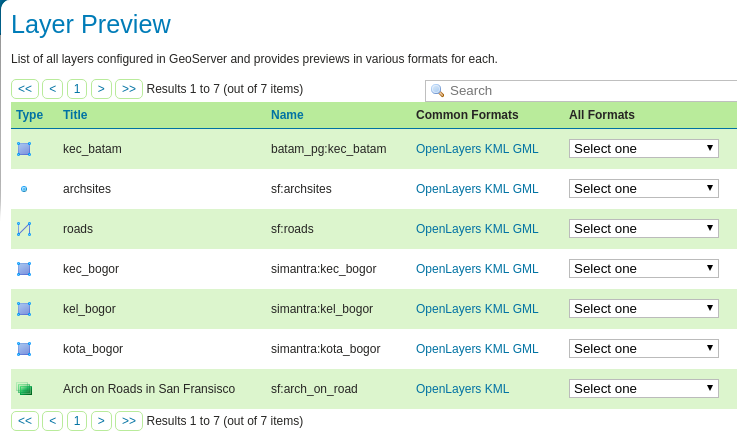 Layer Preview
List of all layers configured in GeoServer and provides previews in various formats for each.
<< < 1 > >> Results 1 to 7 (out of 7 items) Search
Type Title Name Common Formats All Formats
kec_batam batam_pg:kec_batam OpenLayers KML GML Select one
archsites sf:archsites OpenLayers KML GML Select one
roads sf:roads OpenLayers KML GML Select one
kec_bogor simantra:kec_bogor OpenLayers KML GML Select one
kel_bogor simantra:kel_bogor OpenLayers KML GML Select one
kota_bogor simantra:kota_bogor OpenLayers KML GML Select one
Arch on Roads in San Fransisco sf:arch_on_road OpenLayers KML Select one
<< < 1 > >> Results 1 to 7 (out of 7 items)